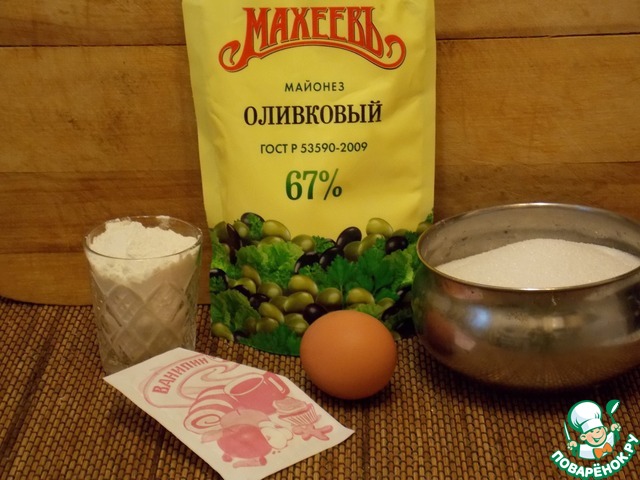 МАХЕЕВЪ
МАЙОНЕЗ
ОЛИВКОВЫЙ
ГОСТ Р 53590-2009
67%
ВАНИЛИН
ПОВАРЁНОК.РУ